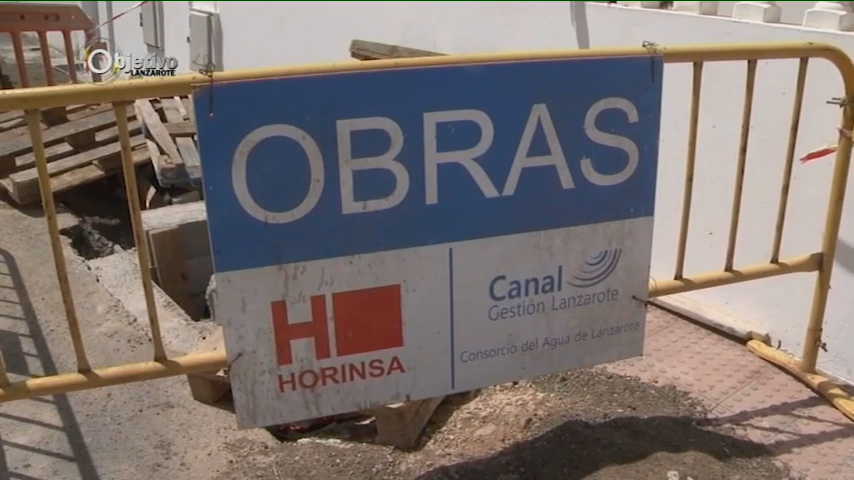 Objetivo
LANZAROTE
OBRAS
H
HORINSA
Canal
Gestión Lanzarote
Consorcio del Agua de Lanzarote